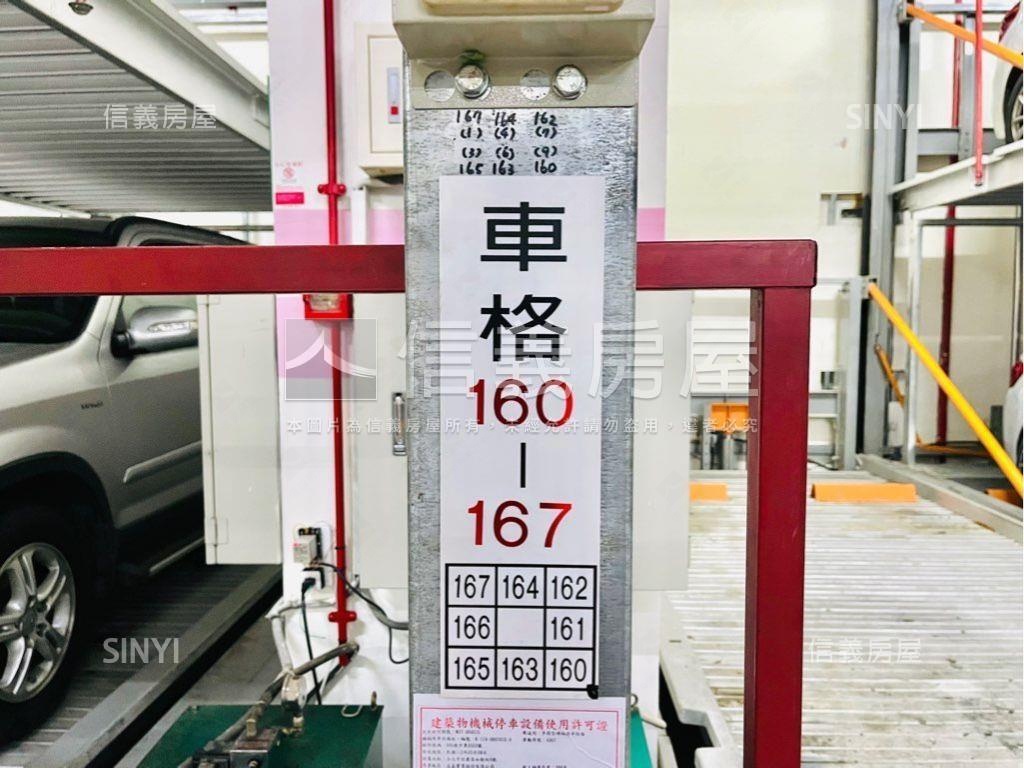 信義房屋
SINYI
167 164 162
(1) (4) (7)
(3) (6) (9)
165 163 160
車
格
160
-
167
信義房屋
本圖片為信義房屋所有，未經允許請勿盜用，違者必究
167 164 162
166 161
165 163 160
SINYI
信義房屋
建築物機械停車設備使用許可證